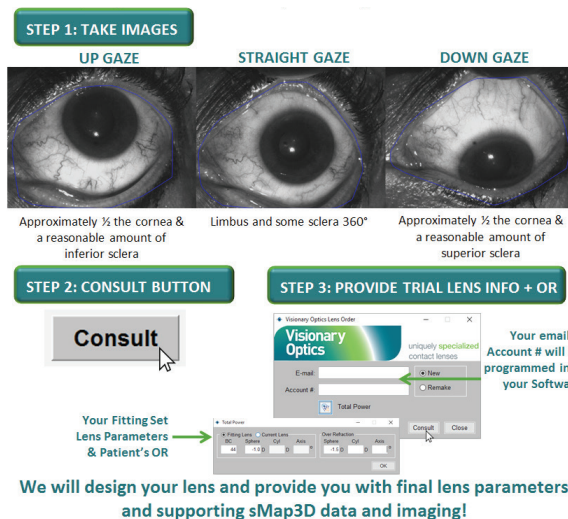 STEP 1: TAKE IMAGES
UP GAZE
STRAIGHT GAZE
DOWN GAZE
Approximately ½ the cornea &
a reasonable amount of
inferior sclera
Limbus and some sclera 360°
Approximately ½ the cornea &
a reasonable amount of
superior sclera
STEP 2: CONSULT BUTTON
Consult
STEP 3: PROVIDE TRIAL LENS INFO + OR
Visionary Optics Lens Order
Visionary
Optics
uniquely specialized
contact lenses
E-mail
Account #
New
Remake
Total Power
Consult
Close
Your email
Account # will
programmed in
your Softwa
Your Fitting Set
Lens Parameters
& Patient's OR
Total Power
Fitting Lens
Current Lens
Over Refraction
BC
Sphere
Cyl
Axis
Sphere
Cyl
Axis
44
-1.0 D
D
°
-1.5 D
D
°
OK
We will design your lens and provide you with final lens parameters
and supporting sMap3D data and imaging!